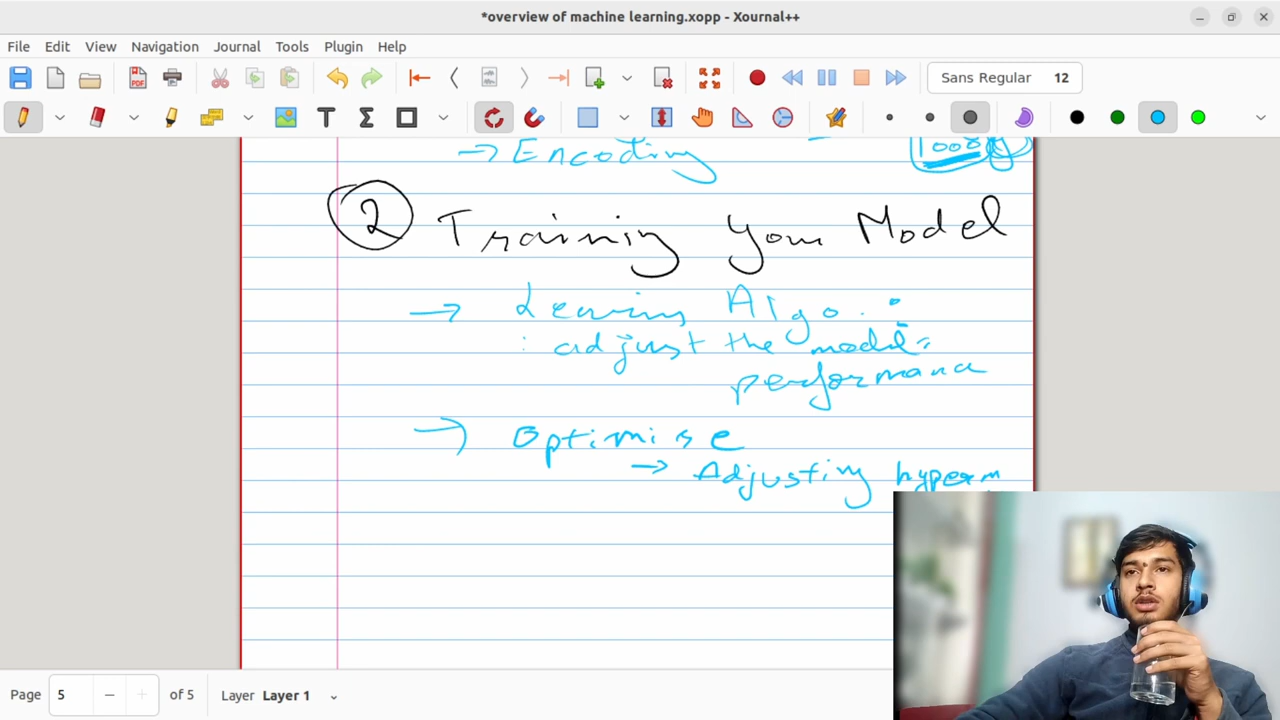 *overview of machine learning.xopp - Xournal++
File Edit View Navigation Journal Tools Plugin Help
Sans Regular 12
→ Encoding
2 Training your Model
→ Learning Algo. :
: adjust the model's
performance
→ Optimise
→ Adjusting hyper
Page 5 of 5 Layer Layer 1